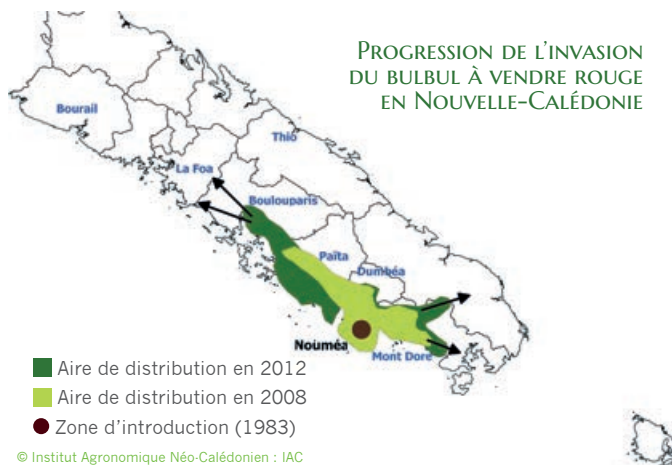 PROGRESSION DE L'INVASION
DU BULBUL À VENDRE ROUGE
EN NOUVELLE-CALÉDONIE
Bourail
Thio
La Foa
Boulouparis
Païta
Dumbéa
Nouméa
Mont Dore
Aire de distribution en 2012
Aire de distribution en 2008
Zone d'introduction (1983)
© Institut Agronomique Néo-Calédonien : IAC